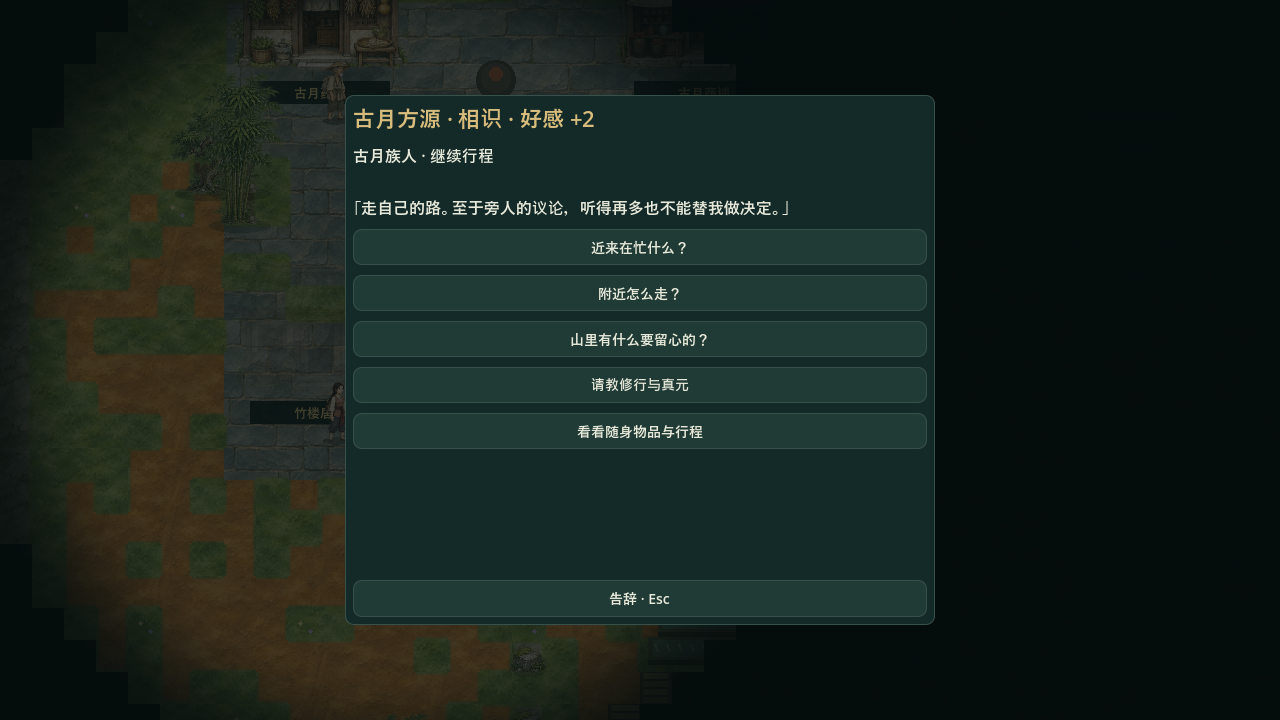 古月方源 · 相识 · 好感 +2
古月族人 · 继续行程
「走自己的路。至于旁人的议论，听得再多也不能替我做决定。」
近来在忙什么？
附近怎么走？
山里有什么要留心的？
请教修行与真元
看看随身物品与行程
竹楼居
告辞 · Esc